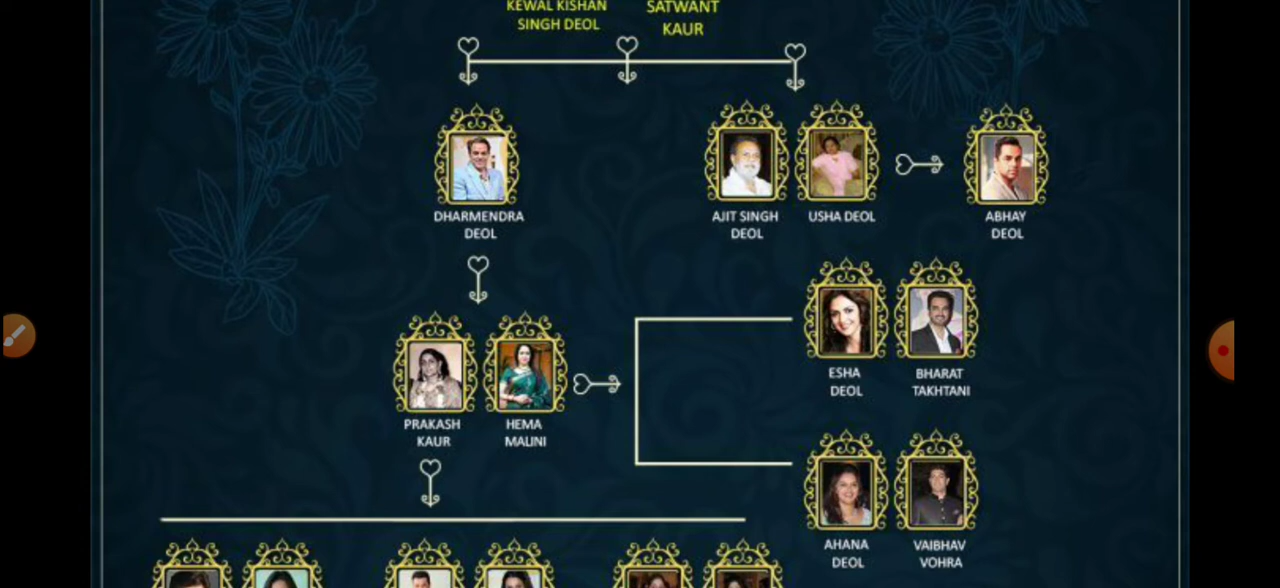 KEWAL KISHAN
SINGH DEOL
SATWANT
KAUR
DHARMENDRA
DEOL
AJIT SINGH
DEOL
USHA DEOL
ABHAY
DEOL
ESHA
DEOL
BHARAT
TAKHTANI
PRAKASH
KAUR
HEMA
MALINI
AHANA
DEOL
VAIBHAV
VOHRA